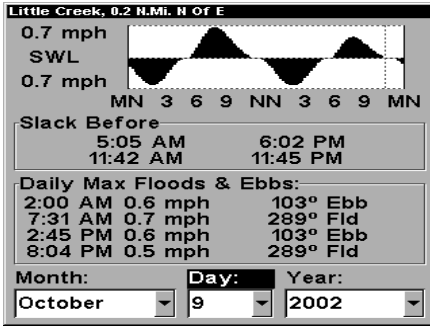 Little Creek, 0.2 N.Mi. N Of E
0.7 mph
SWL
0.7 mph
MN 3 6 9 NN 3 6 9 MN
Slack Before
5:05 AM 6:02 PM
11:42 AM 11:45 PM
Daily Max Floods & Ebbs:
2:00 AM 0.6 mph 103º Ebb
7:31 AM 0.7 mph 289º Fld
2:45 PM 0.6 mph 103º Ebb
8:04 PM 0.5 mph 289º Fld
Month: Day: Year:
October 9 2002